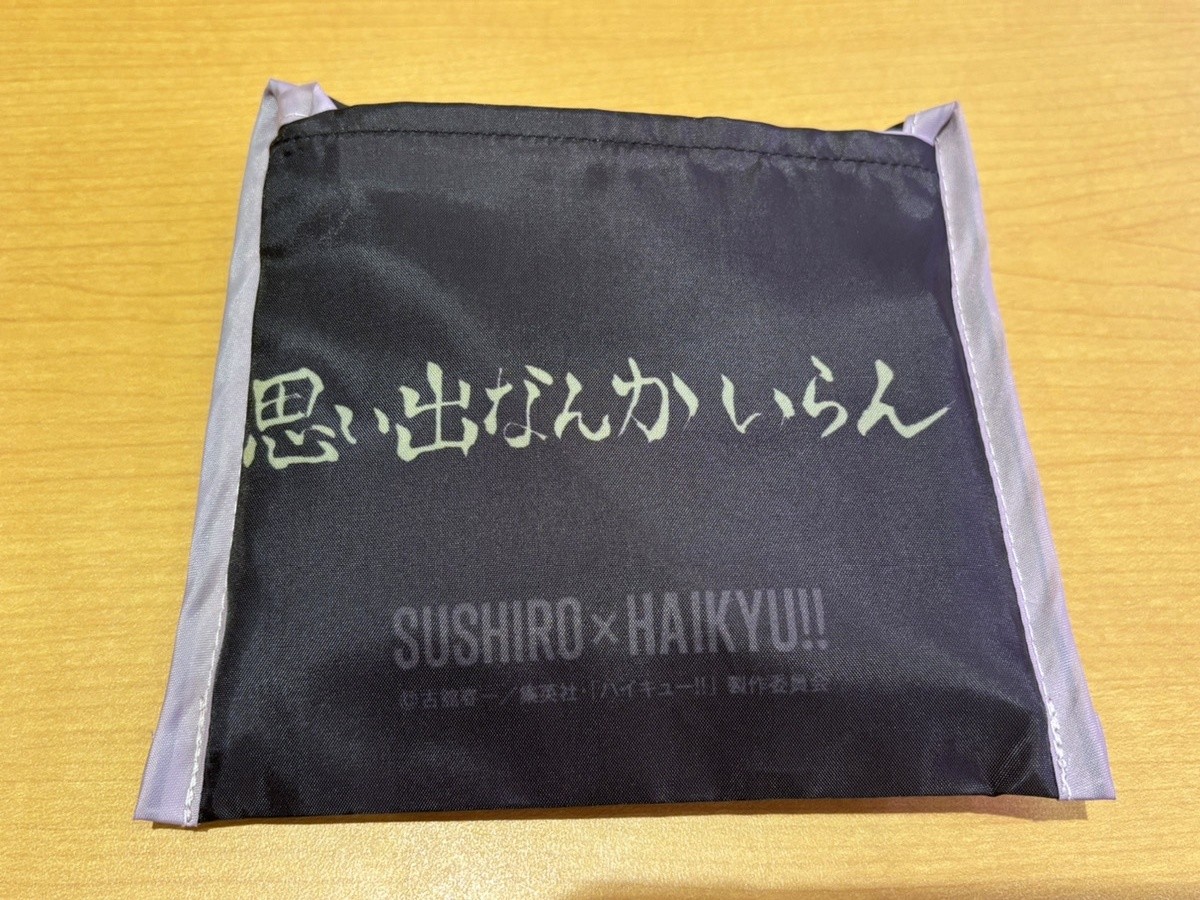 思い出なんかいらん
SUSHIRO×HAIKYU!!
©古舘春一／集英社・「ハイキュー!!」製作委員会